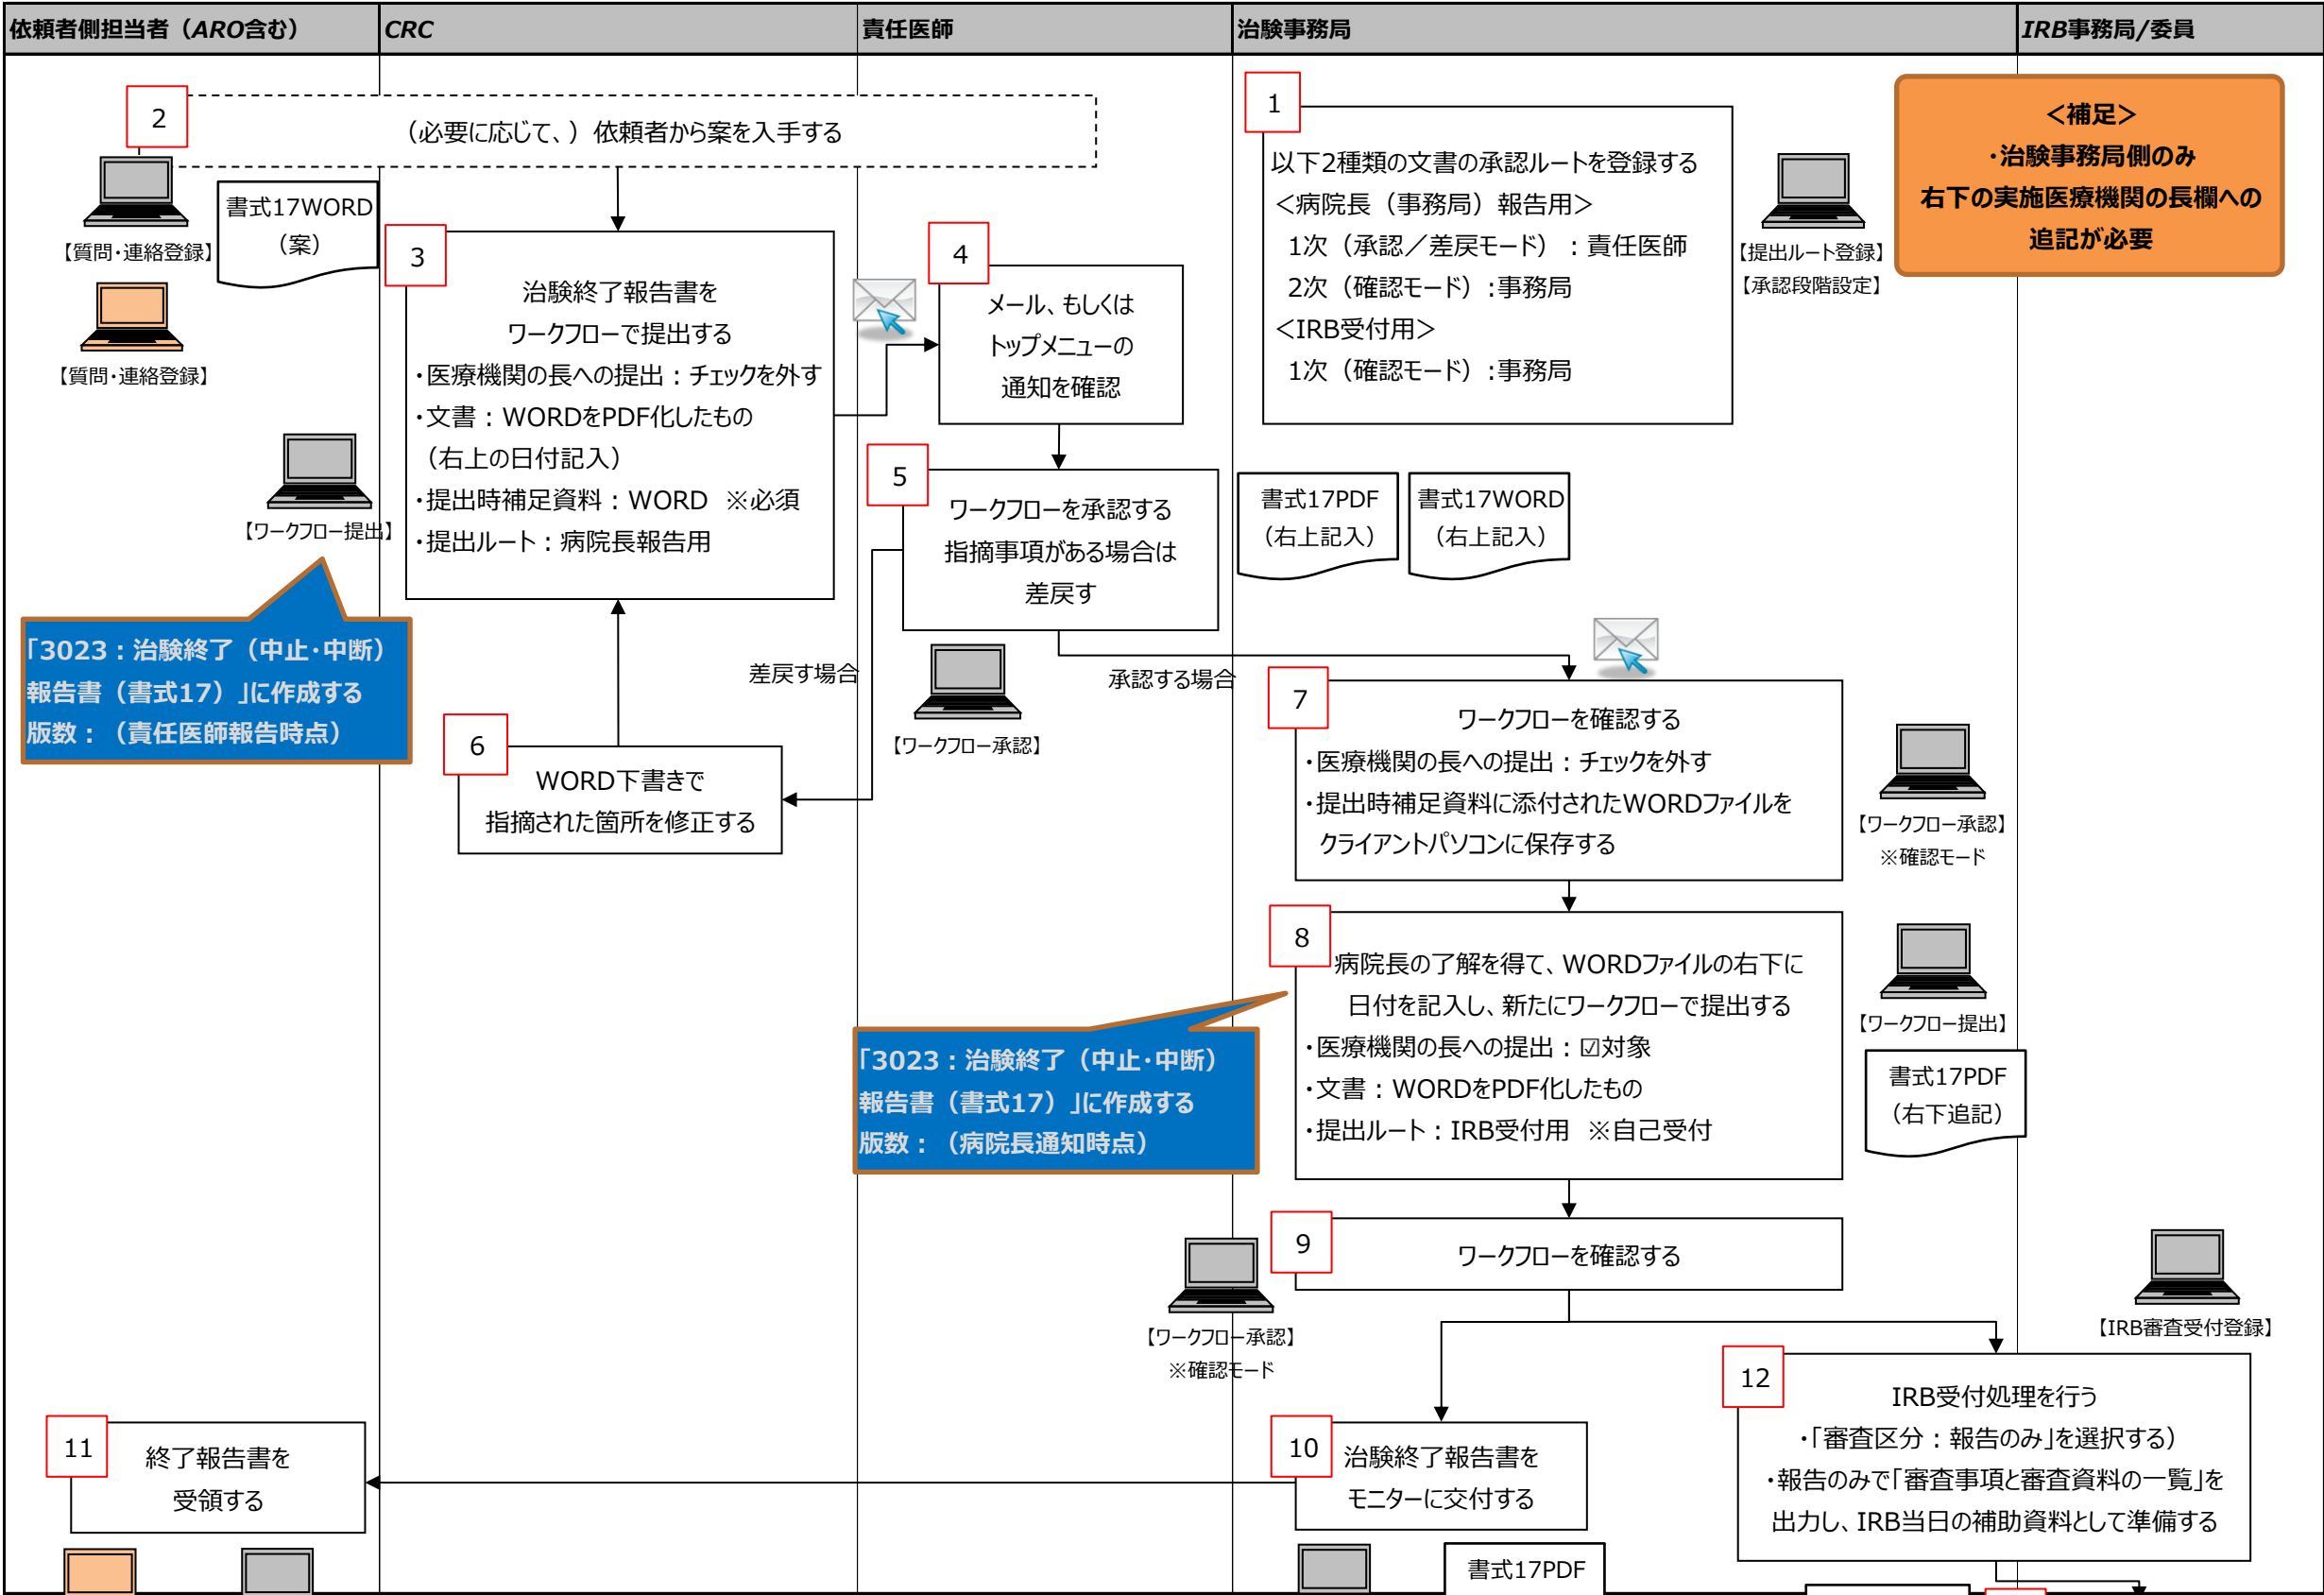 依頼者側担当者（ARO含む）
CRC
責任医師
治験事務局
IRB事務局/委員
2
（必要に応じて、）依頼者から案を入手する
【質問・連絡登録】
書式17WORD
（案）
【質問・連絡登録】
1
以下2種類の文書の承認ルートを登録する
＜病院長（事務局）報告用＞
1次（承認／差戻モード）：責任医師
2次（確認モード）:事務局
＜IRB受付用＞
1次（確認モード）:事務局
【提出ルート登録】
【承認段階設定】
＜補足＞
・治験事務局側のみ
右下の実施医療機関の長欄への
追記が必要
3
治験終了報告書を
ワークフローで提出する
・医療機関の長への提出：チェックを外す
・文書：WORDをPDF化したもの
（右上の日付記入）
・提出時補足資料：WORD　※必須
・提出ルート：病院長報告用
【ワークフロー提出】
「3023：治験終了（中止・中断）
報告書（書式17）」に作成する
版数：（責任医師報告時点）
4
メール、もしくは
トップメニューの
通知を確認
5
ワークフローを承認する
指摘事項がある場合は
差戻す
【ワークフロー承認】
書式17PDF
（右上記入）
書式17WORD
（右上記入）
差戻す場合
承認する場合
6
WORD下書きで
指摘された箇所を修正する
7
ワークフローを確認する
・医療機関の長への提出：チェックを外す
・提出時補足資料に添付されたWORDファイルを
クライアントパソコンに保存する
【ワークフロー承認】
※確認モード
8
病院長の了解を得て、WORDファイルの右下に
日付を記入し、新たにワークフローで提出する
・医療機関の長への提出：☑対象
・文書：WORDをPDF化したもの
・提出ルート：IRB受付用　※自己受付
【ワークフロー提出】
書式17PDF
（右下追記）
「3023：治験終了（中止・中断）
報告書（書式17）」に作成する
版数：（病院長通知時点）
9
ワークフローを確認する
【ワークフロー承認】
※確認モード
【IRB審査受付登録】
12
IRB受付処理を行う
・「審査区分：報告のみ」を選択する）
・報告のみで「審査事項と審査資料の一覧」を
出力し、IRB当日の補助資料として準備する
10
治験終了報告書を
モニターに交付する
11
終了報告書を
受領する
書式17PDF